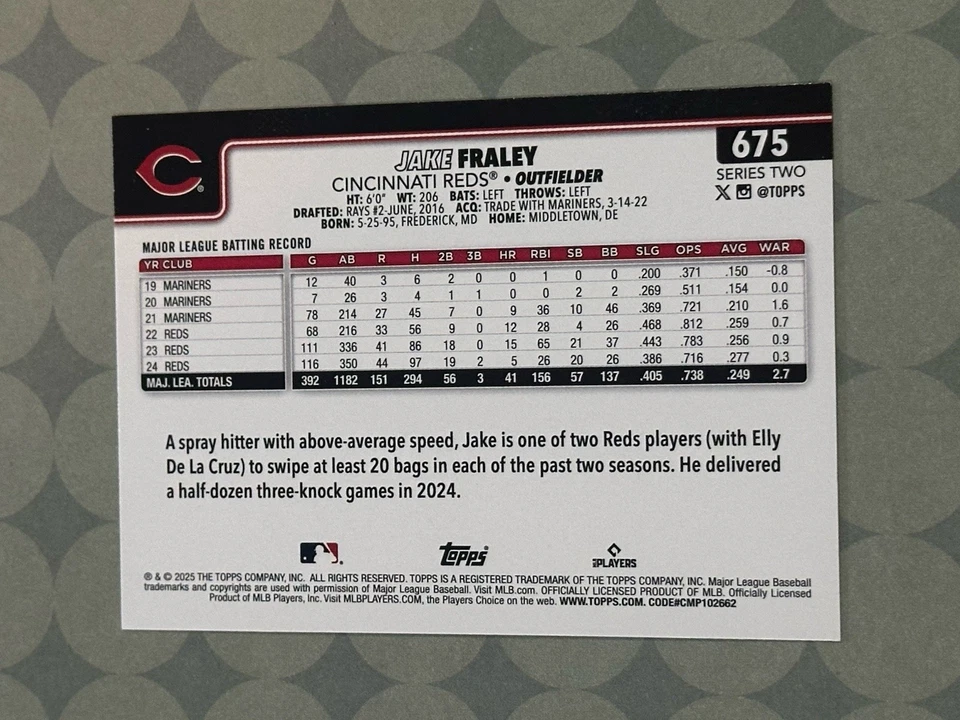 675
JAKE FRALEY
SERIES TWO
CINCINNATI REDS® • OUTFIELDER
@TOPPS
HT: 6'0" WT: 206 BATS: LEFT THROWS: LEFT
DRAFTED: RAYS #2-JUNE, 2016 ACQ: TRADE WITH MARINERS, 3-14-22
BORN: 5-25-95, FREDERICK, MD HOME: MIDDLETOWN, DE
MAJOR LEAGUE BATTING RECORD
YR CLUB G AB R H 2B 3B HR RBI SB BB SLG OPS AVG WAR
19 MARINERS 12 40 3 6 2 0 0 1 0 0 .200 .371 .150 -0.8
20 MARINERS 7 26 3 4 1 1 0 0 2 2 .269 .511 .154 0.0
21 MARINERS 78 214 27 45 7 0 9 36 10 46 .369 .721 .210 1.6
22 REDS 68 216 33 56 9 0 12 28 4 26 .468 .812 .259 0.7
23 REDS 111 336 41 86 18 0 15 65 21 37 .443 .783 .256 0.9
24 REDS 116 350 44 97 19 2 5 26 20 26 .386 .716 .277 0.3
MAJ. LEA. TOTALS 392 1182 151 294 56 3 41 156 57 137 .405 .738 .249 2.7
A spray hitter with above-average speed, Jake is one of two Reds players (with Elly
De La Cruz) to swipe at least 20 bags in each of the past two seasons. He delivered
a half-dozen three-knock games in 2024.
topps
PLAYERS
® & © 2025 THE TOPPS COMPANY, INC. ALL RIGHTS RESERVED. TOPPS IS A REGISTERED TRADEMARK OF THE TOPPS COMPANY, INC. Major League Baseball
trademarks and copyrights are used with permission of Major League Baseball. Visit MLB.com. OFFICIALLY LICENSED PRODUCT OF MLB. Officially Licensed
Product of MLB Players, Inc. Visit MLBPLAYERS.COM, the Players Choice on the web. WWW.TOPPS.COM. CODE#CMP102662